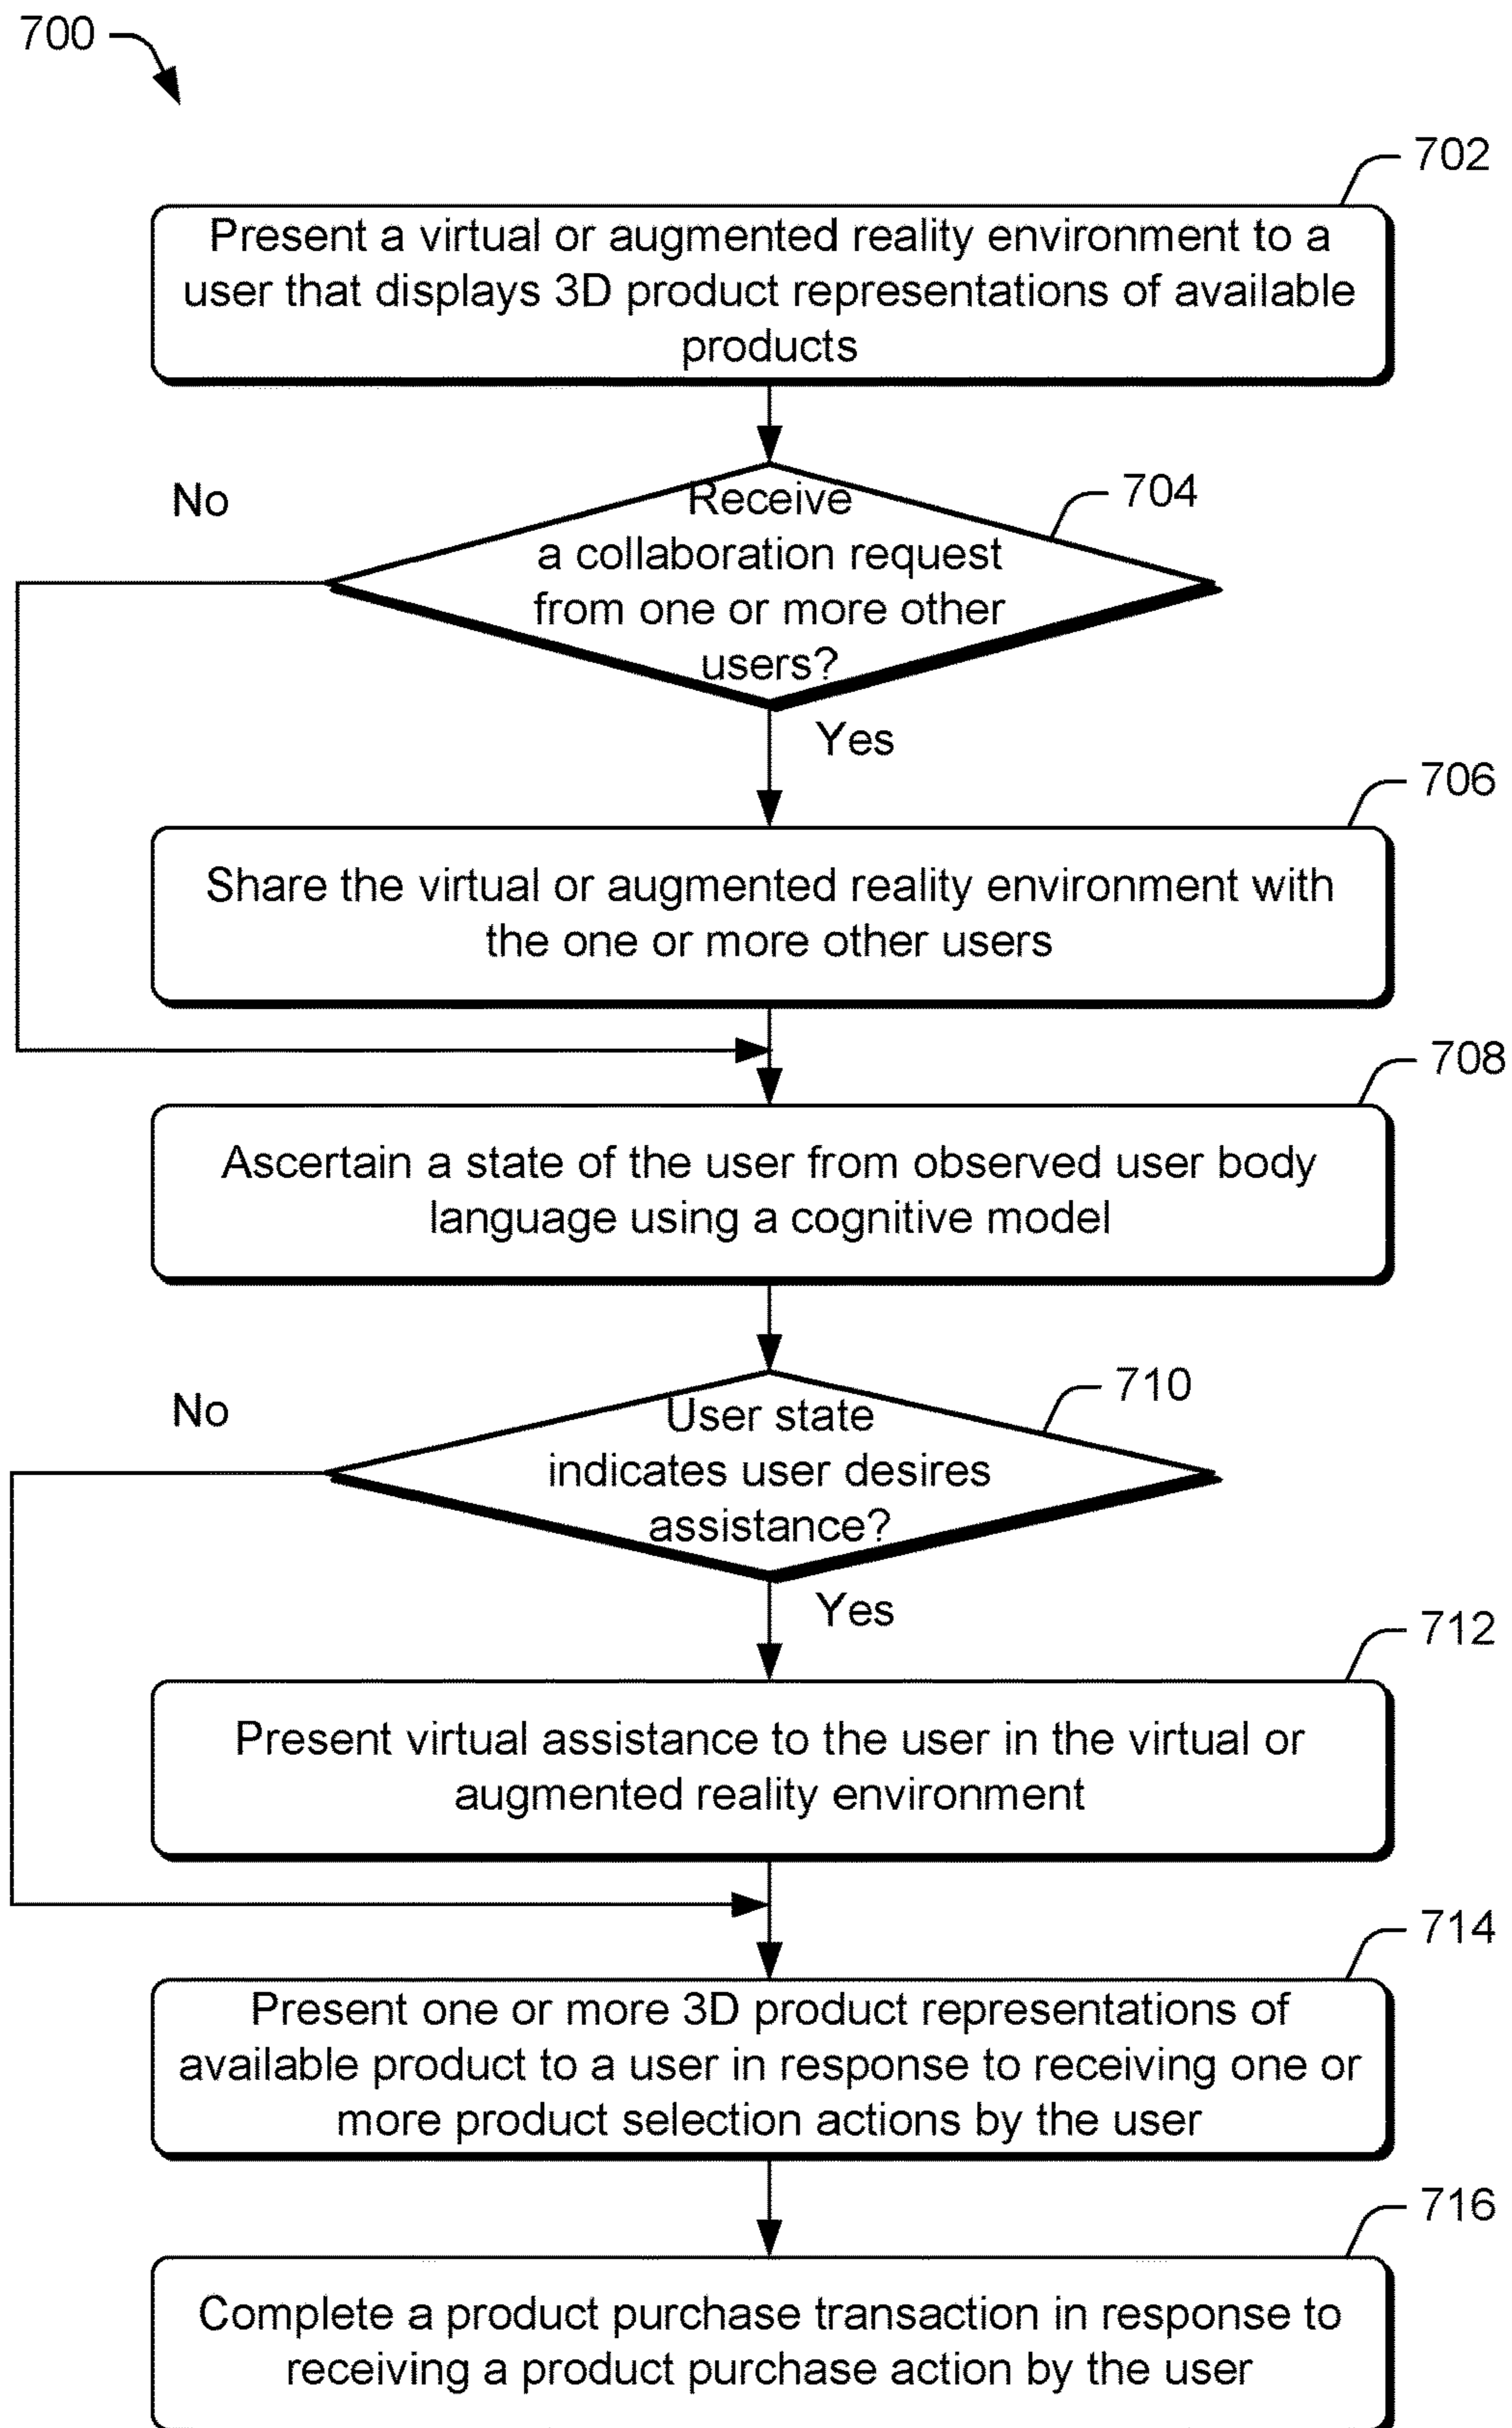 700
702
Present a virtual or augmented reality environment to a
user that displays 3D product representations of available
products
No
704
Receive
a collaboration request
from one or more other
users?
Yes
706
Share the virtual or augmented reality environment with
the one or more other users
708
Ascertain a state of the user from observed user body
language using a cognitive model
No
710
User state
indicates user desires
assistance?
Yes
712
Present virtual assistance to the user in the virtual or
augmented reality environment
714
Present one or more 3D product representations of
available product to a user in response to receiving one or
more product selection actions by the user
716
Complete a product purchase transaction in response to
receiving a product purchase action by the user